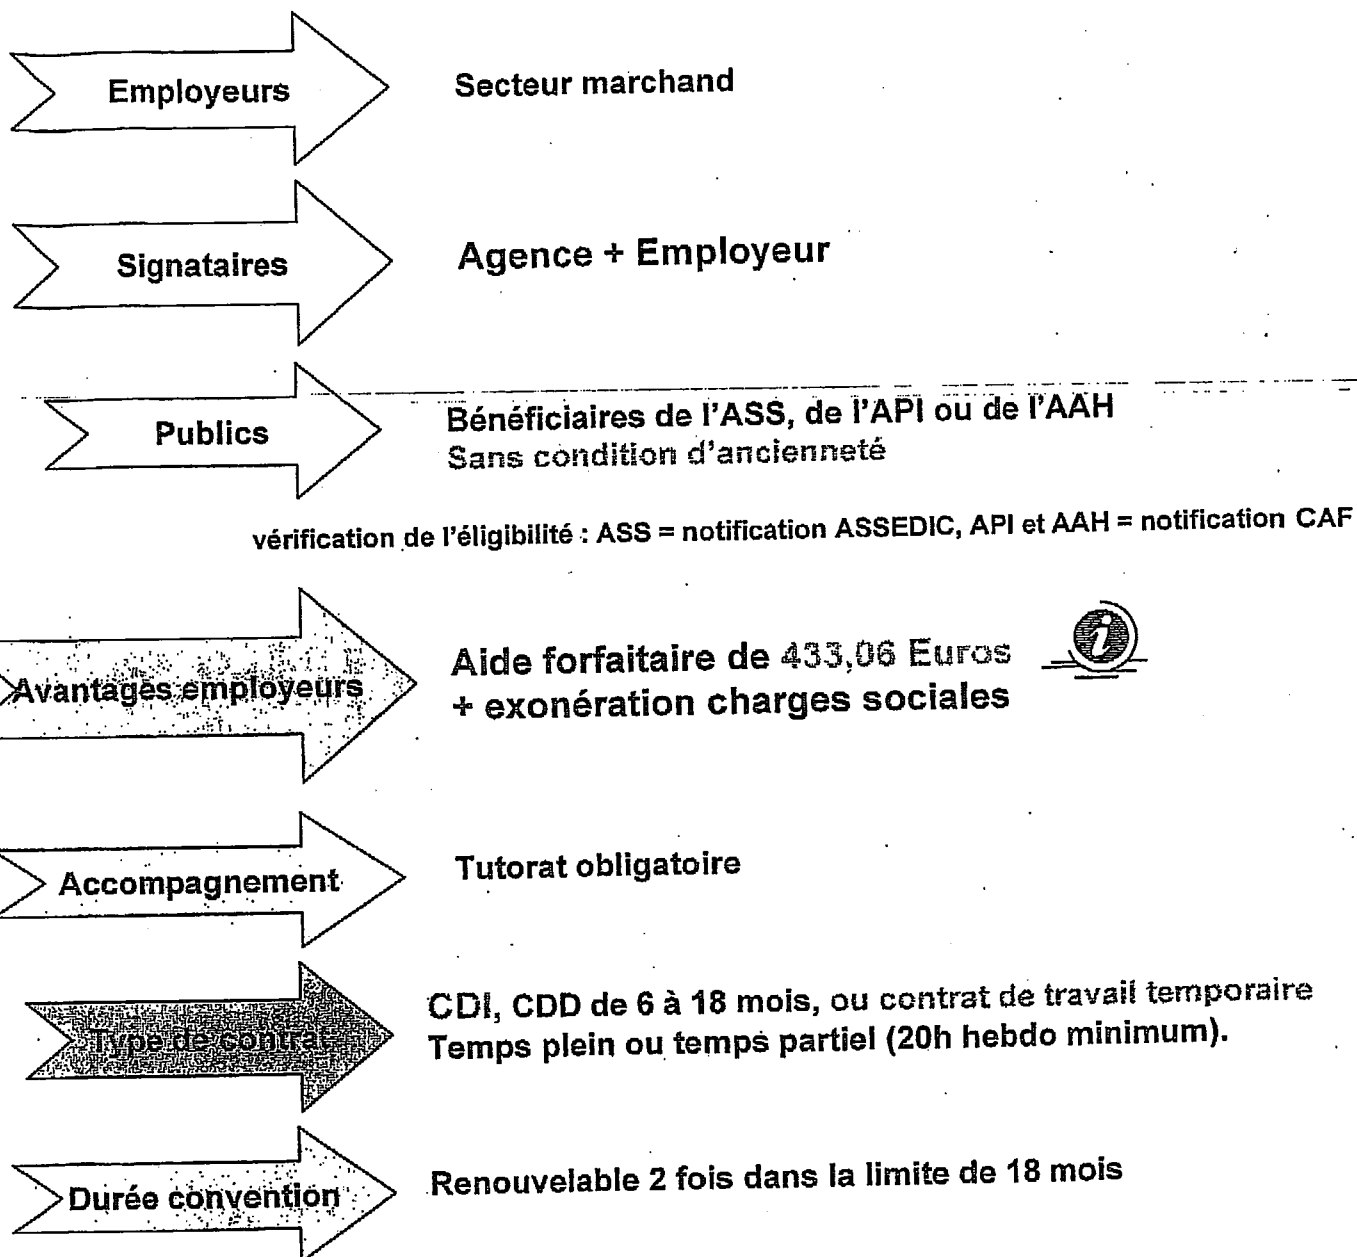 Employeurs
Secteur marchand
Signataires
Agence + Employeur
Publics
Bénéficiaires de l'ASS, de l'API ou de l'AAH
Sans condition d'ancienneté
vérification de l'éligibilité : ASS = notification ASSEDIC, API et AAH = notification CAF
Avantages employeurs
Aide forfaitaire de 433,06 Euros
+ exonération charges sociales
i
Accompagnement
Tutorat obligatoire
Type de contrat
CDI, CDD de 6 à 18 mois, ou contrat de travail temporaire
Temps plein ou temps partiel (20h hebdo minimum).
Durée convention
Renouvelable 2 fois dans la limite de 18 mois